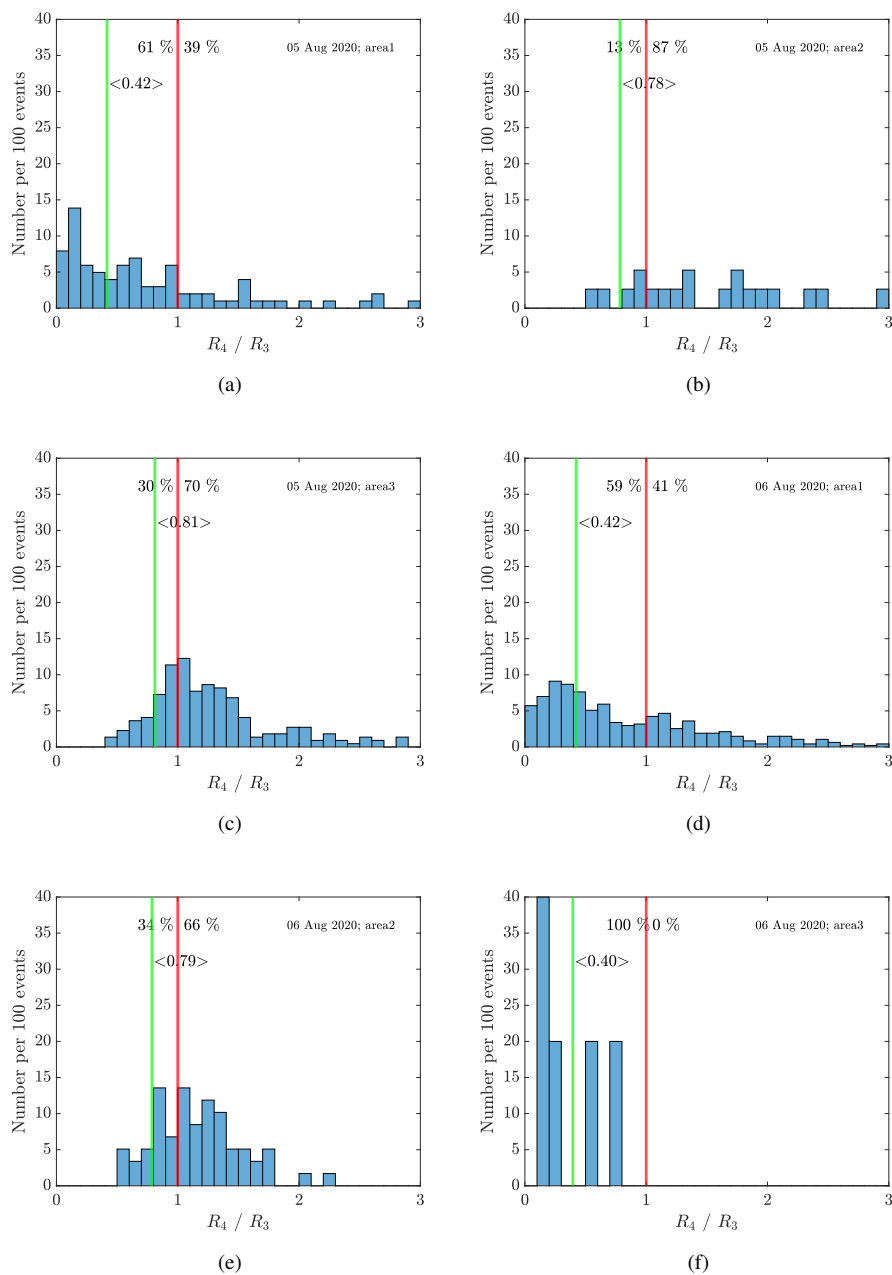 40
35
30
25
20
15
10
5
0
Number per 100 events
61 % 39 %
05 Aug 2020; area1
<0.42>
0 1 2 3
R₄ / R₃
(a)
40
35
30
25
20
15
10
5
0
Number per 100 events
13 % 87 %
05 Aug 2020; area2
<0.78>
0 1 2 3
R₄ / R₃
(b)
40
35
30
25
20
15
10
5
0
Number per 100 events
30 % 70 %
05 Aug 2020; area3
<0.81>
0 1 2 3
R₄ / R₃
(c)
40
35
30
25
20
15
10
5
0
Number per 100 events
59 % 41 %
06 Aug 2020; area1
<0.42>
0 1 2 3
R₄ / R₃
(d)
40
35
30
25
20
15
10
5
0
Number per 100 events
34 % 66 %
06 Aug 2020; area2
<0.79>
0 1 2 3
R₄ / R₃
(e)
40
35
30
25
20
15
10
5
0
Number per 100 events
100 % 0 %
06 Aug 2020; area3
<0.40>
0 1 2 3
R₄ / R₃
(f)